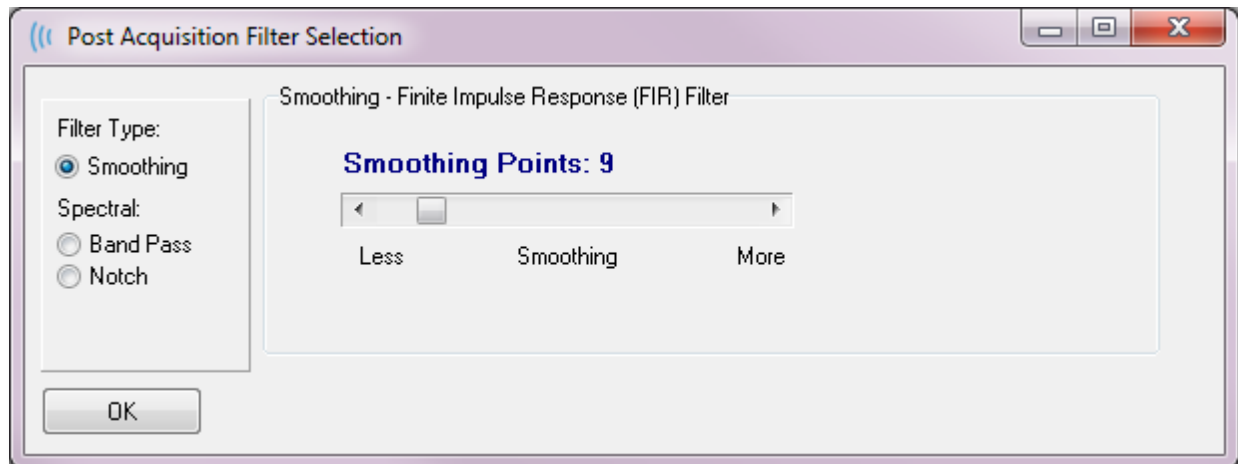 Post Acquisition Filter Selection
Filter Type:
Smoothing
Spectral:
Band Pass
Notch
OK
Smoothing - Finite Impulse Response (FIR) Filter
Smoothing Points: 9
Less Smoothing More